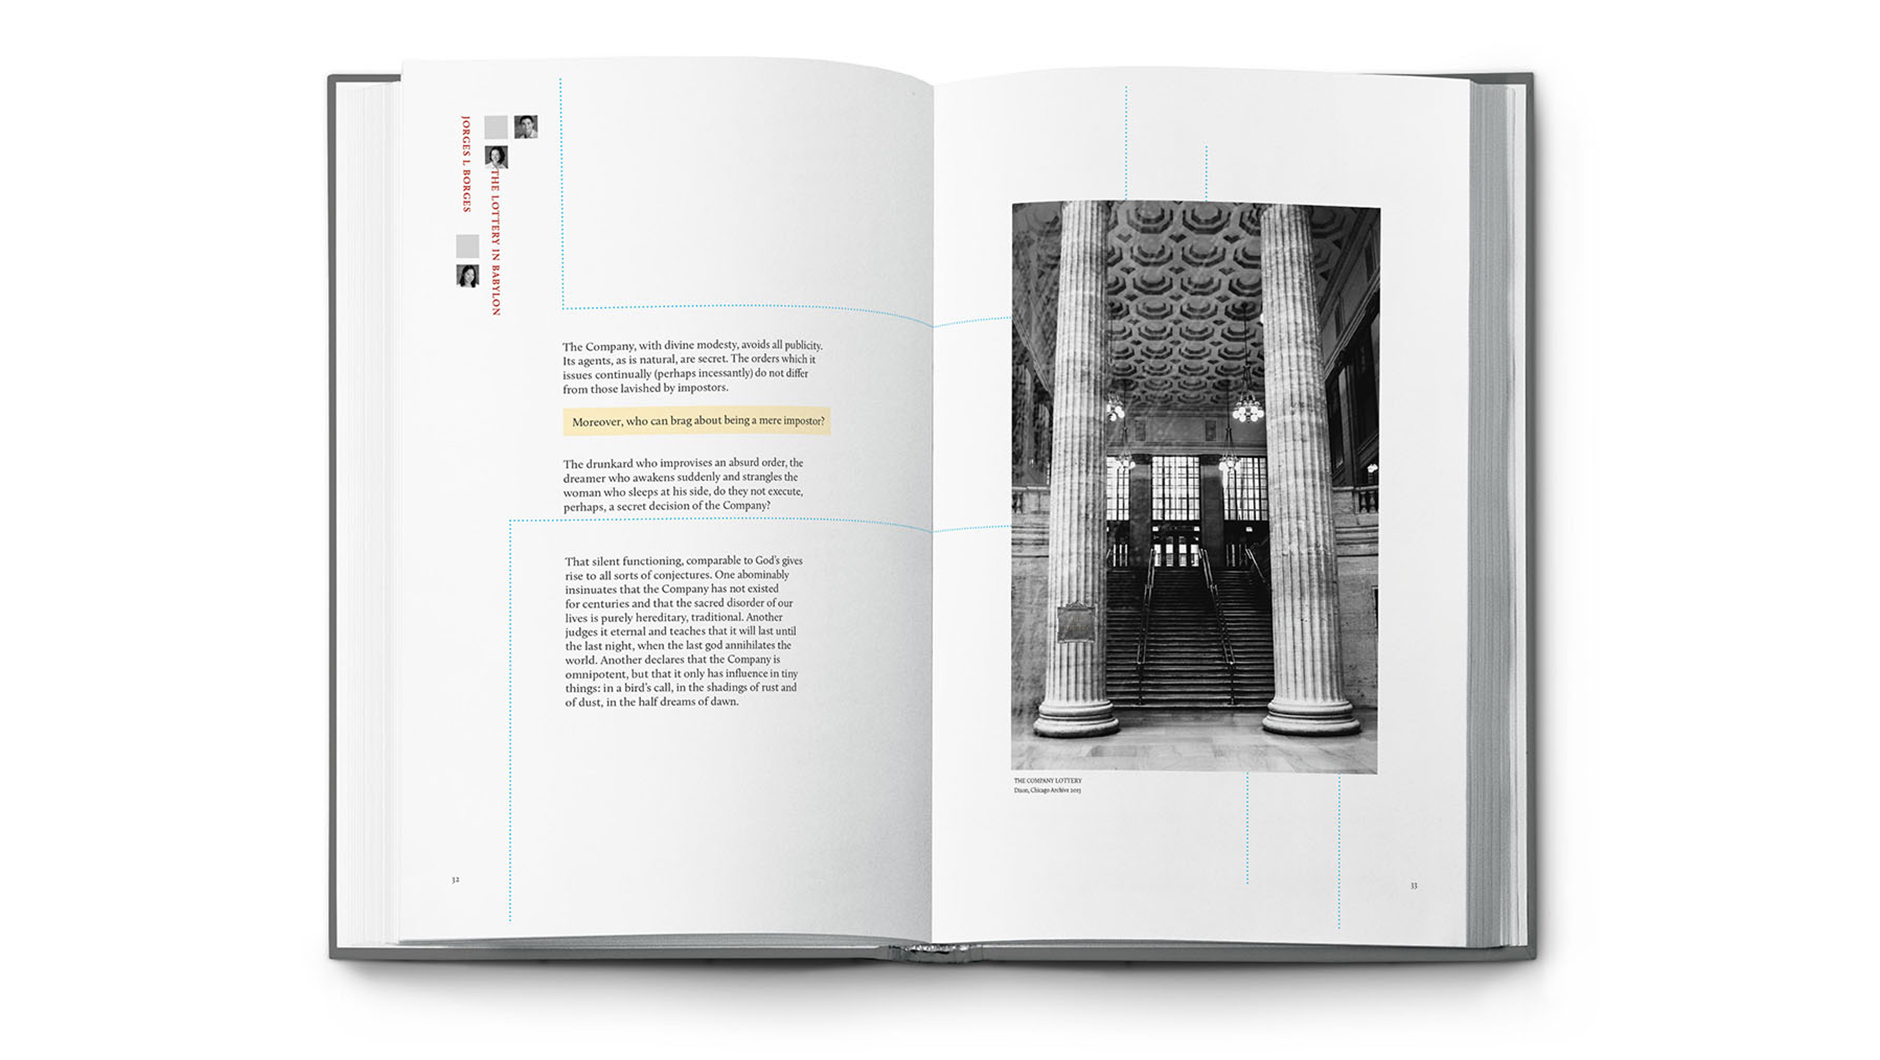 JORGES L BORGES
THE LOTTERY IN BABYLON
The Company, with divine modesty, avoids all publicity.
Its agents, as is natural, are secret. The orders which it
issues continually (perhaps incessantly) do not differ
from those lavished by impostors.
Moreover, who can brag about being a mere impostor?
The drunkard who improvises an absurd order, the
dreamer who awakens suddenly and strangles the
woman who sleeps at his side, do they not execute,
perhaps, a secret decision of the Company?
That silent functioning, comparable to God's gives
rise to all sorts of conjectures. One abominably
insinuates that the Company has not existed
for centuries and that the sacred disorder of our
lives is purely hereditary, traditional. Another
judges it eternal and teaches that it will last until
the last night, when the last god annihilates the
world. Another declares that the Company is
omnipotent, but that it only has influence in tiny
things: in a bird's call, in the shadings of rust and
of dust, in the half dreams of dawn.
32
THE COMPANY LOTTERY
Dixon, Chicago Archive 2013
33